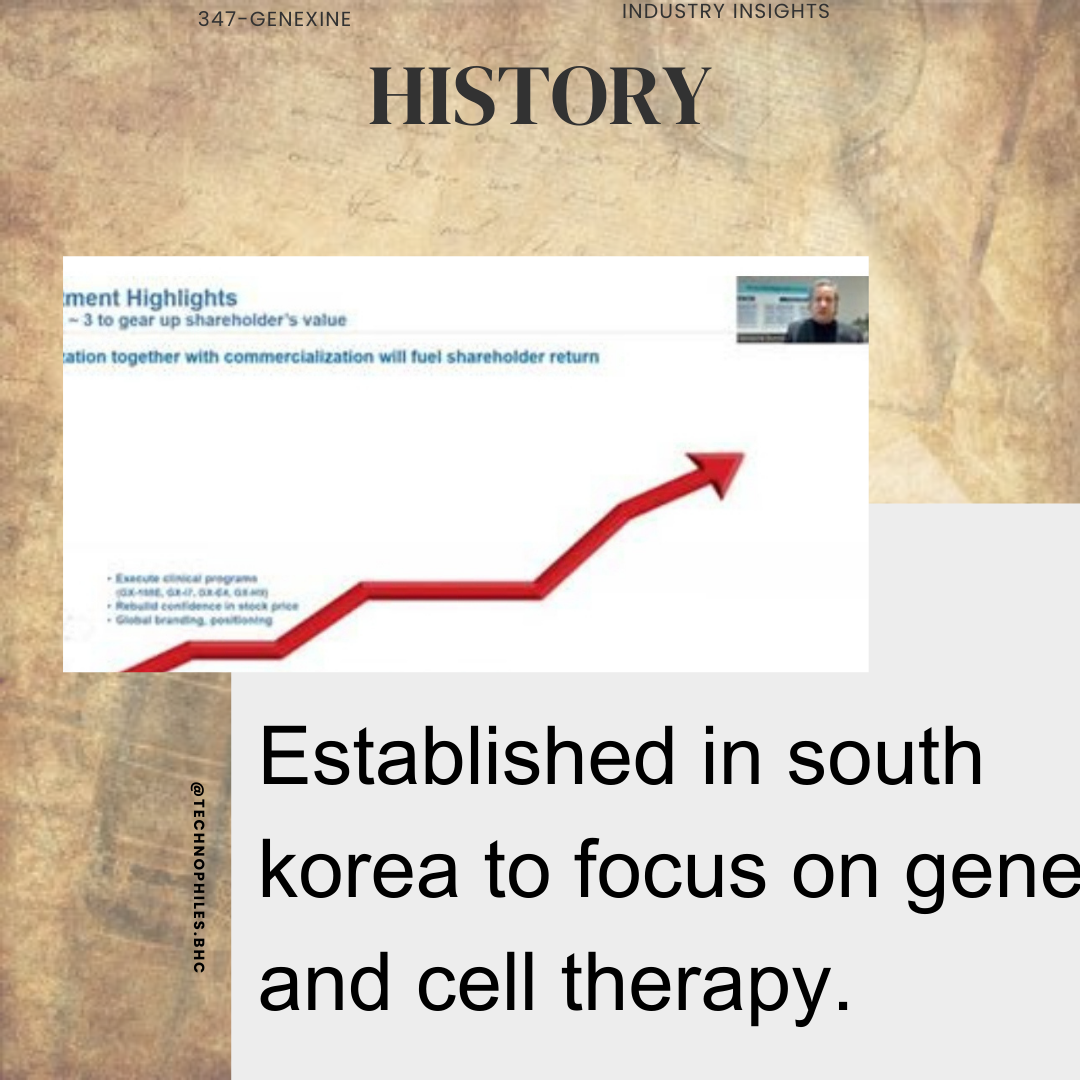 347-GENEXINE
INDUSTRY INSIGHTS
HISTORY
ment Highlights
~ 3 to gear up shareholder's value
ation together with commercialization will fuel shareholder return
• Execute clinical programs
(GX-188E, GX-I7, GX-E4, GX-H9)
• Rebuild confidence in stock price
• Global branding, positioning
@TECHNOPHILES.BHC
Established in south
korea to focus on gene
and cell therapy.